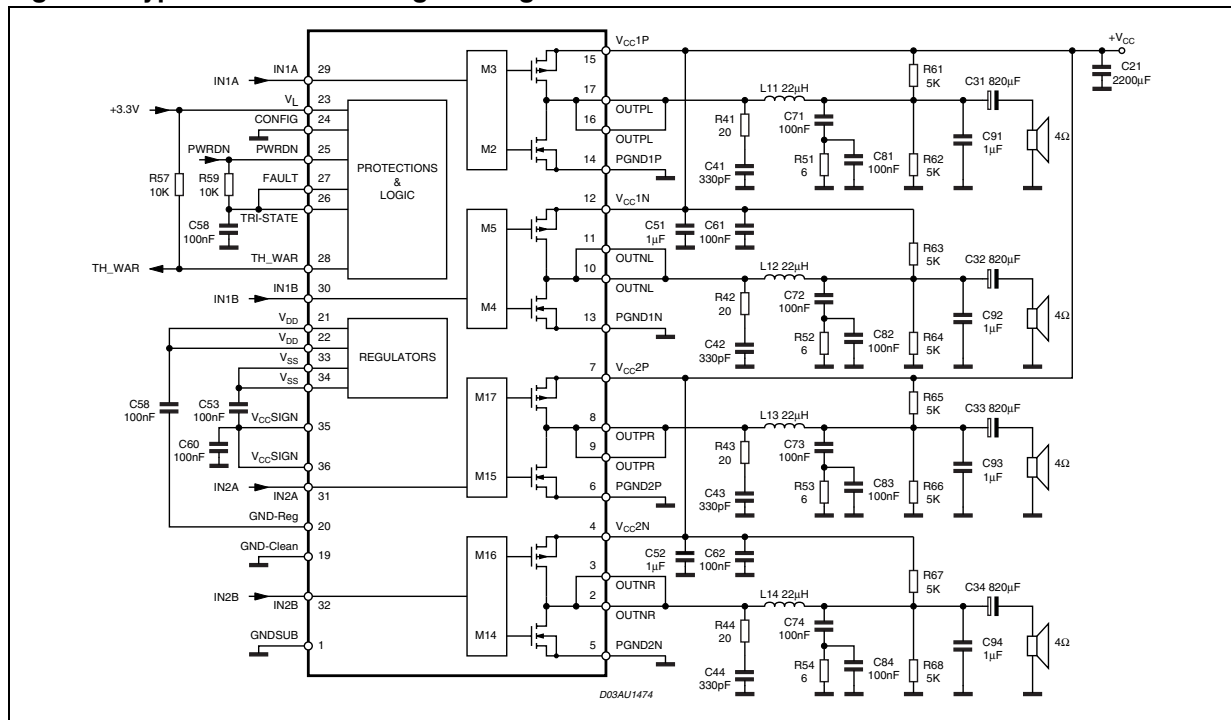 VCC1P
+VCC
M3
15
IN1A
29
IN1A
R61
5K
C31 820µF
C21
2200µF
L11 22µH
17
OUTPL
+3.3V
VL
23
CONFIG
24
16
OUTPL
R41
20
C71
100nF
C91
1µF
4Ω
PWRDN
PWRDN
25
M2
14
PGND1P
R57
10K
R59
10K
FAULT
27
PROTECTIONS
&
LOGIC
C41
330pF
R51
6
C81
100nF
R62
5K
26
TRI-STATE
12
VCC1N
C58
100nF
M5
C51
1µF
C61
100nF
11
OUTNL
R63
5K
C32 820µF
TH_WAR
TH_WAR
28
L12 22µH
10
OUTNL
IN1B
IN1B
30
M4
R42
20
C72
100nF
C92
1µF
4Ω
VDD
21
13
PGND1N
VDD
22
REGULATORS
C42
330pF
R52
6
C82
100nF
R64
5K
VSS
33
VSS
34
7
VCC2P
C58
100nF
C53
100nF
M17
R65
5K
C33 820µF
VCCSIGN
35
8
OUTPR
L13 22µH
C60
100nF
9
OUTPR
R43
20
C73
100nF
C93
1µF
4Ω
VCCSIGN
36
M15
IN2A
IN2A
31
6
PGND2P
C43
330pF
R53
6
C83
100nF
R66
5K
GND-Reg
20
4
VCC2N
GND-Clean
19
M16
C52
1µF
C62
100nF
3
OUTNR
R67
5K
C34 820µF
IN2B
IN2B
32
L14 22µH
2
OUTNR
R44
20
C74
100nF
C94
1µF
4Ω
M14
GNDSUB
1
5
PGND2N
C44
330pF
R54
6
C84
100nF
R68
5K
D03AU1474